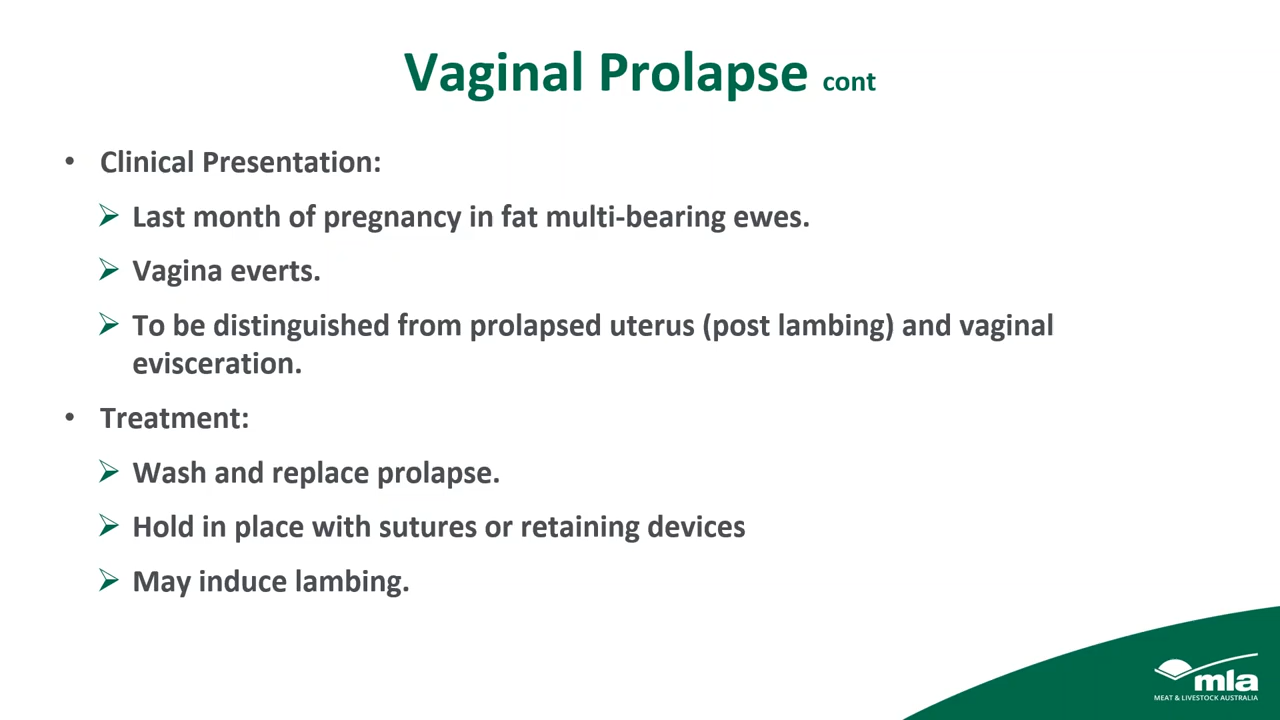 Vaginal Prolapse cont
• Clinical Presentation:
➢ Last month of pregnancy in fat multi-bearing ewes.
➢ Vagina everts.
➢ To be distinguished from prolapsed uterus (post lambing) and vaginal
evisceration.
• Treatment:
➢ Wash and replace prolapse.
➢ Hold in place with sutures or retaining devices
➢ May induce lambing.
mla
MEAT & LIVESTOCK AUSTRALIA